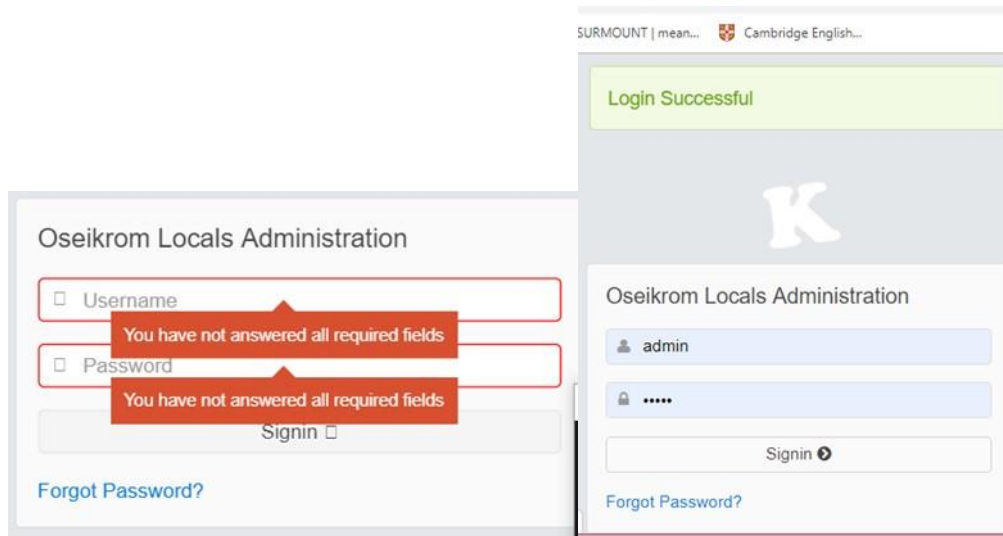 Oseikrom Locals Administration
Username
You have not answered all required fields
Password
You have not answered all required fields
Signin
Forgot Password?
SURMOUNT | mean... Cambridge English...
Login Successful
K
Oseikrom Locals Administration
admin
•••••
Signin
Forgot Password?